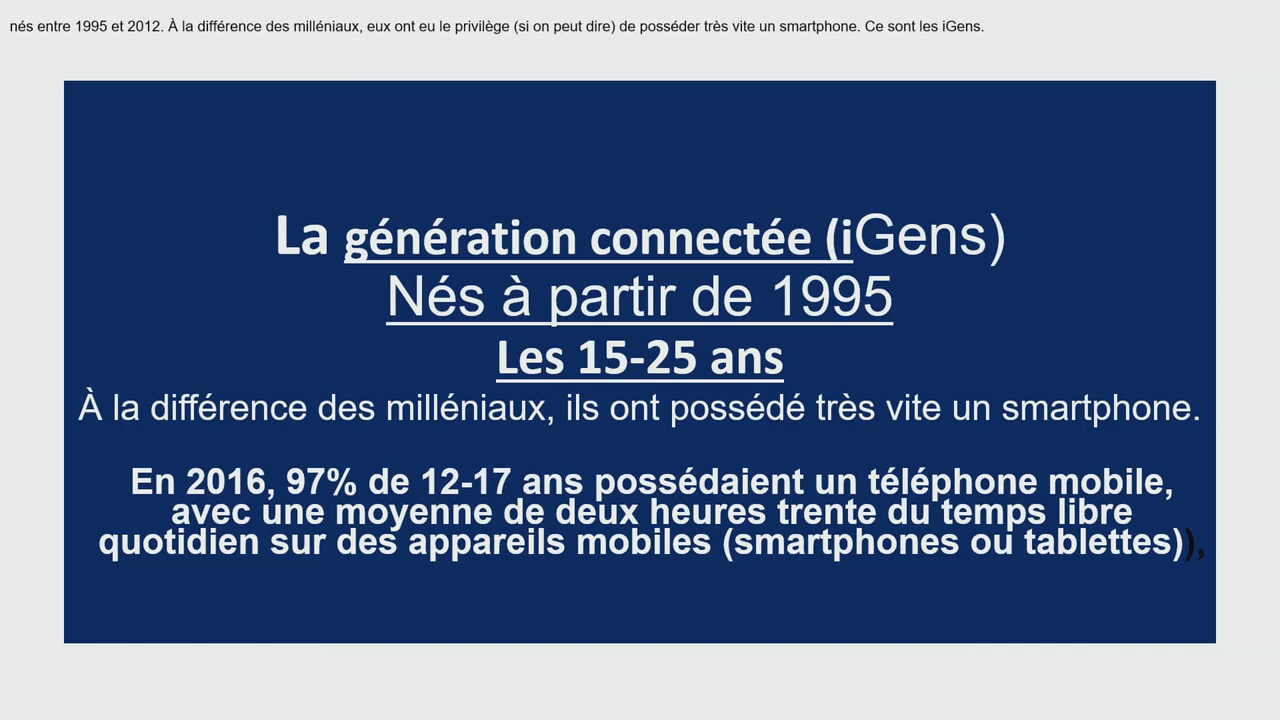 nés entre 1995 et 2012. À la différence des milléniaux, eux ont eu le privilège (si on peut dire) de posséder très vite un smartphone. Ce sont les iGens.
La génération connectée (iGens)
Nés à partir de 1995
Les 15-25 ans
À la différence des milléniaux, ils ont possédé très vite un smartphone.
En 2016, 97% de 12-17 ans possédaient un téléphone mobile,
avec une moyenne de deux heures trente du temps libre
quotidien sur des appareils mobiles (smartphones ou tablettes)),